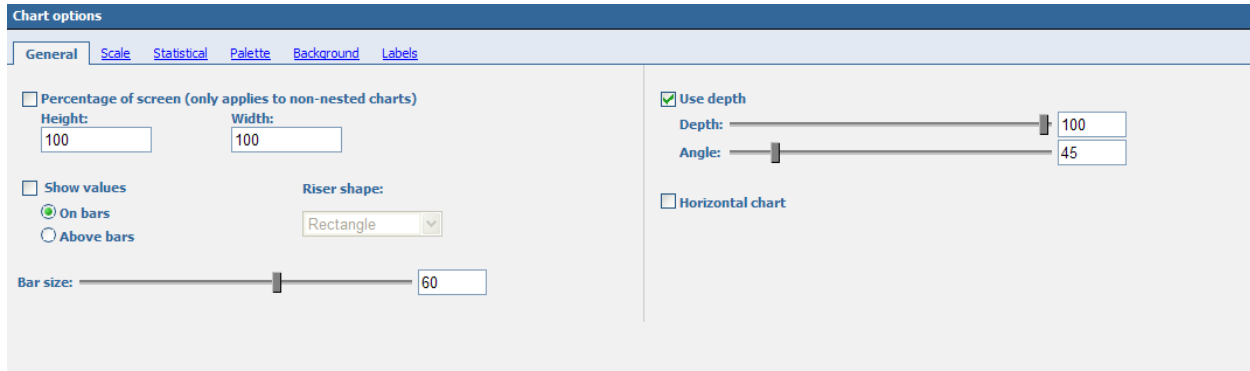 Chart options
General Scale Statistical Palette Background Labels
Percentage of screen (only applies to non-nested charts)
Height: Width:
100 100
Show values Riser shape:
On bars
Rectangle
Above bars
Bar size: 60
Use depth
Depth: 100
Angle: 45
Horizontal chart